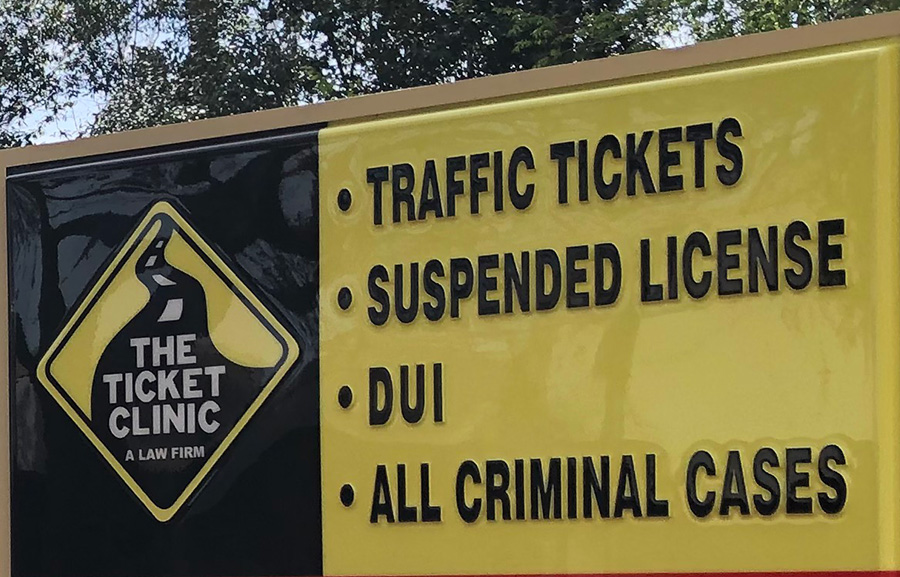 THE
TICKET
CLINIC
A LAW FIRM
• TRAFFIC TICKETS
• SUSPENDED LICENSE
• DUI
• ALL CRIMINAL CASES